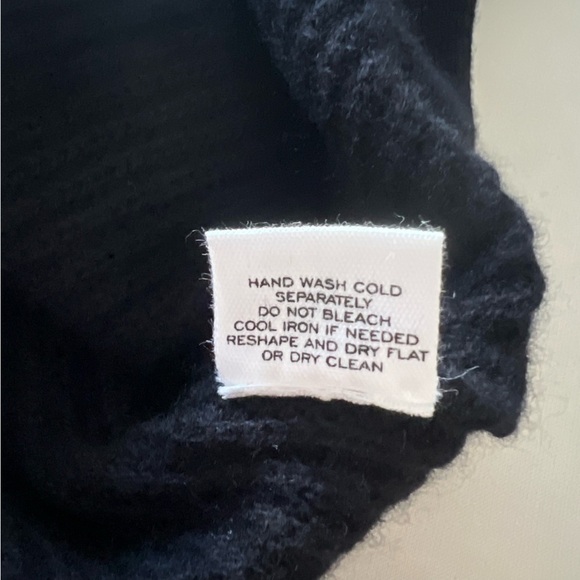 HAND WASH COLD
SEPARATELY
DO NOT BLEACH
COOL IRON IF NEEDED
RESHAPE AND DRY FLAT
OR DRY CLEAN